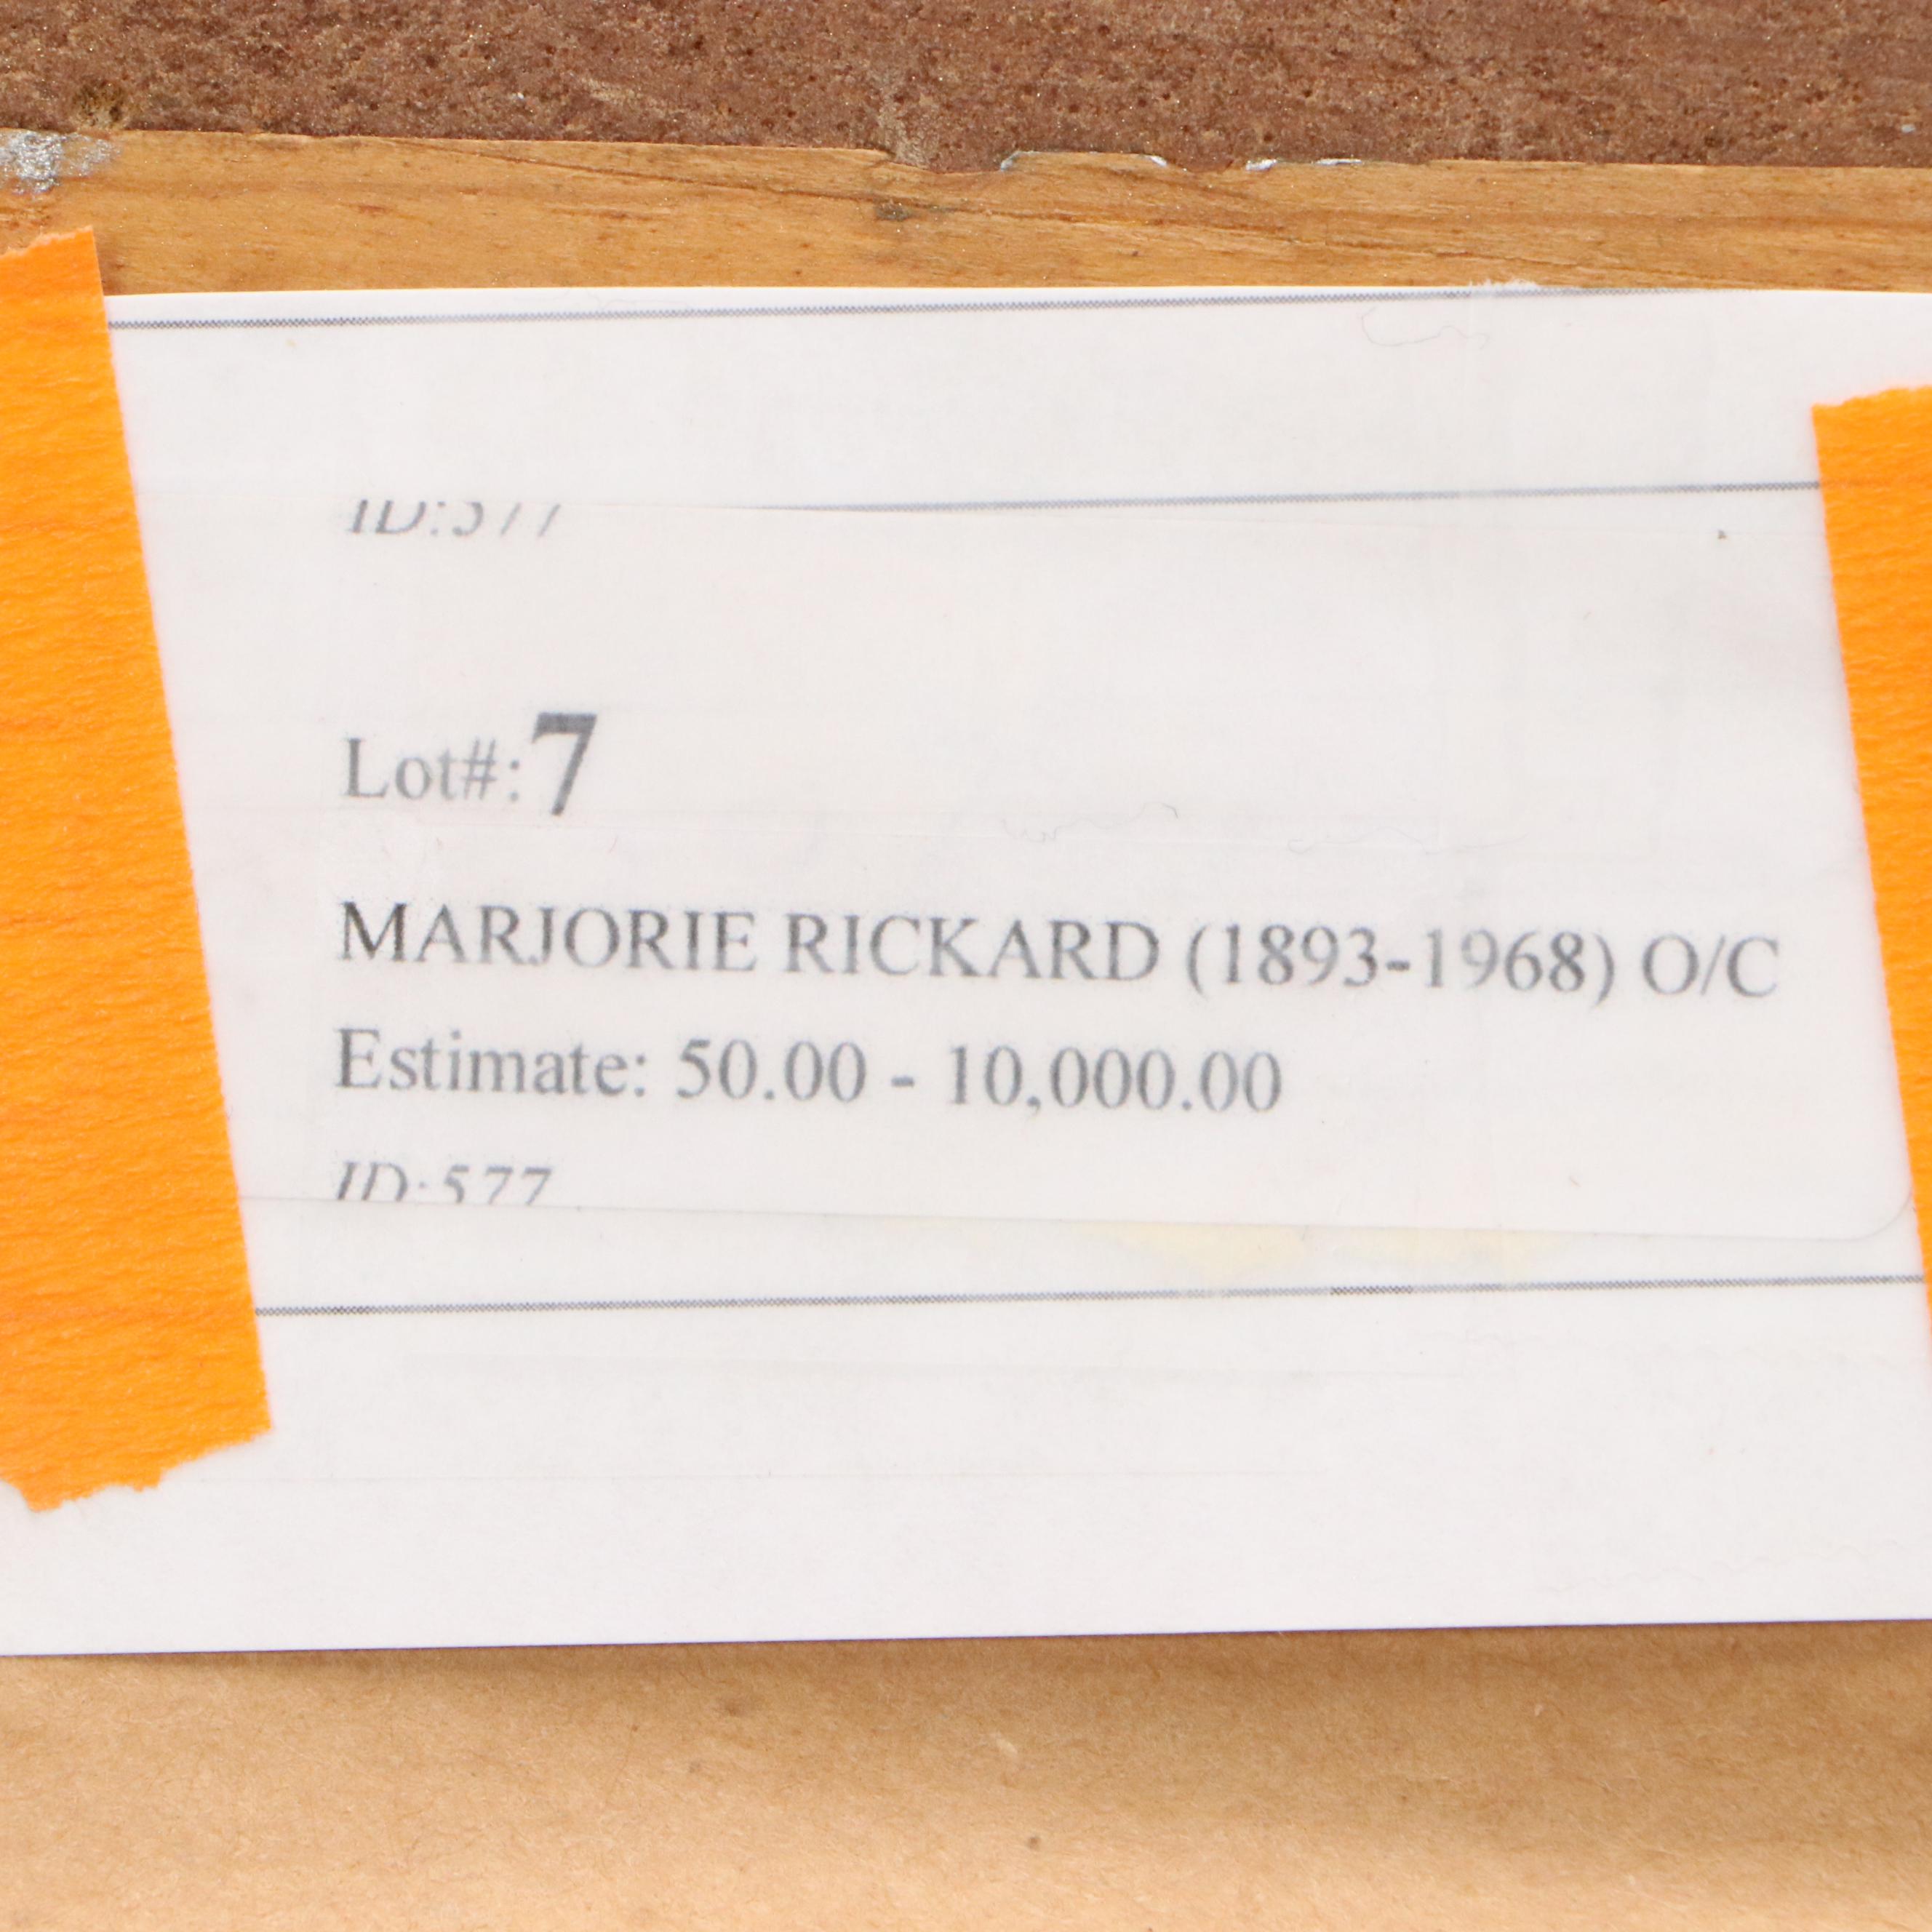 ID:577
Lot#:7
MARJORIE RICKARD (1893-1968) O/C
Estimate: 50.00 - 10,000.00
ID:577